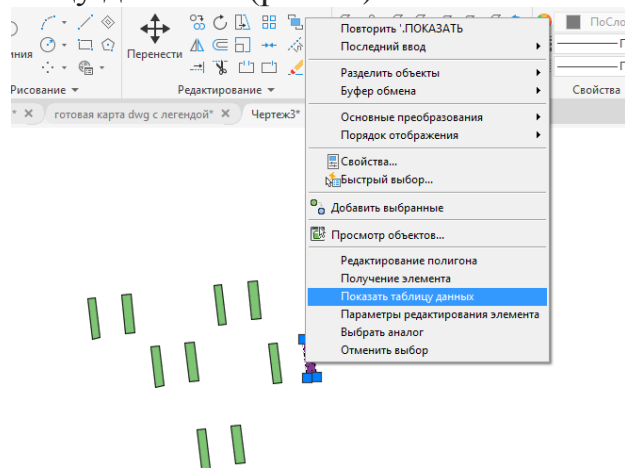 Повторить '.ПОКАЗАТЬ
ПоСло
Последний ввод
Перенести
Разделить объекты
Буфер обмена
Рисование
Редактирование
Свойства
готовая карта dwg с легендой*
Чертеж3*
Основные преобразования
Порядок отображения
Свойства...
Быстрый выбор...
Добавить выбранные
Просмотр объектов...
Редактирование полигона
Получение элемента
Показать таблицу данных
Параметры редактирования элемента
Выбрать аналог
Отменить выбор